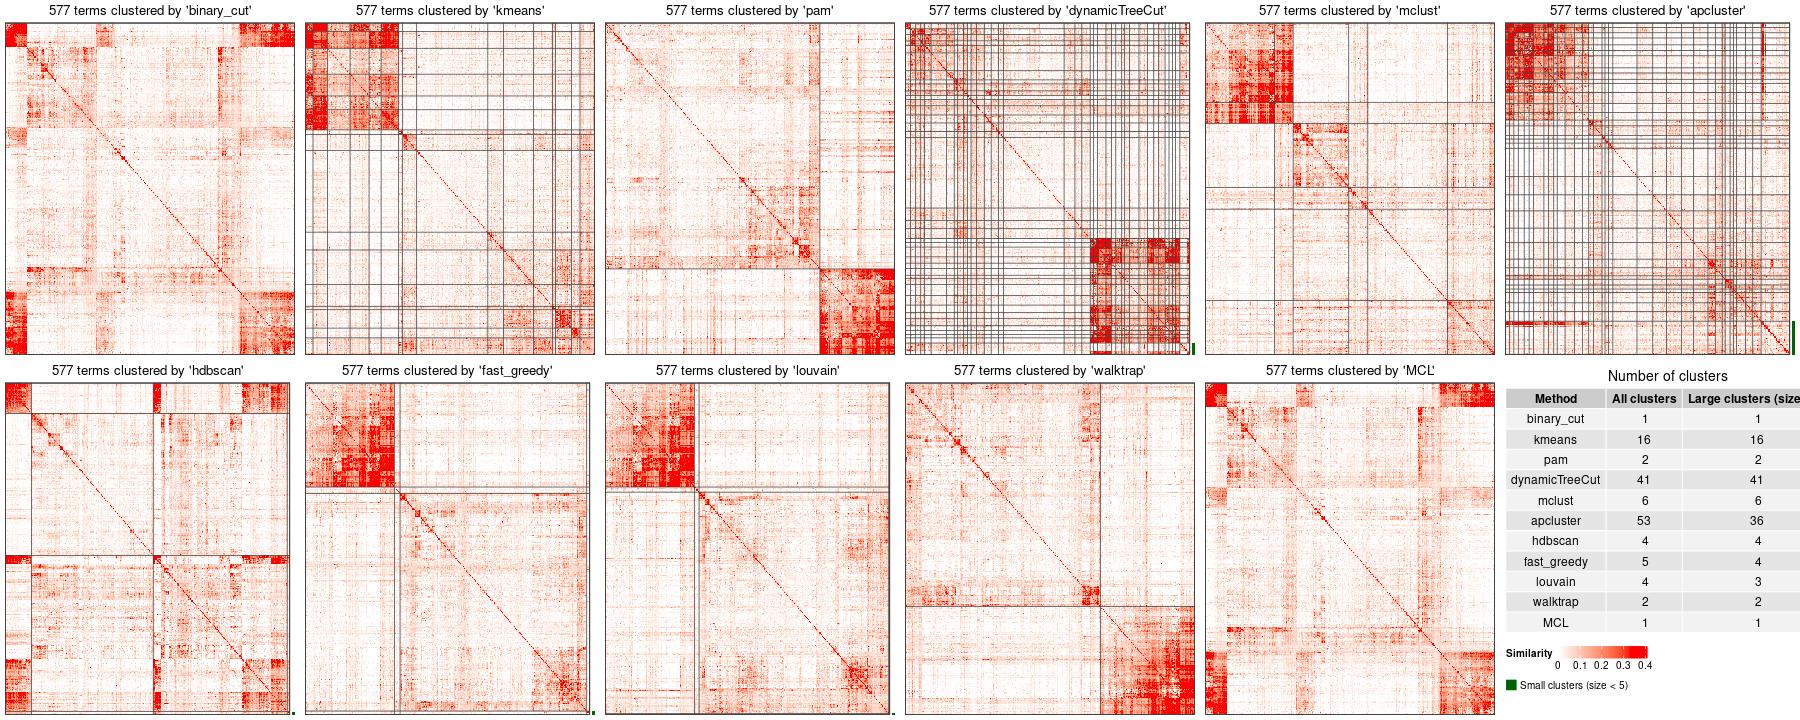 577 terms clustered by 'binary_cut'
577 terms clustered by 'kmeans'
577 terms clustered by 'pam'
577 terms clustered by 'dynamicTreeCut'
577 terms clustered by 'mclust'
577 terms clustered by 'apcluster'
577 terms clustered by 'hdbscan'
577 terms clustered by 'fast_greedy'
577 terms clustered by 'louvain'
577 terms clustered by 'walktrap'
577 terms clustered by 'MCL'
Number of clusters
Method All clusters Large clusters (size
binary_cut 1 1
kmeans 16 16
pam 2 2
dynamicTreeCut 41 41
mclust 6 6
apcluster 53 36
hdbscan 4 4
fast_greedy 5 4
louvain 4 3
walktrap 2 2
MCL 1 1
Similarity
0 0.1 0.2 0.3 0.4
Small clusters (size < 5)